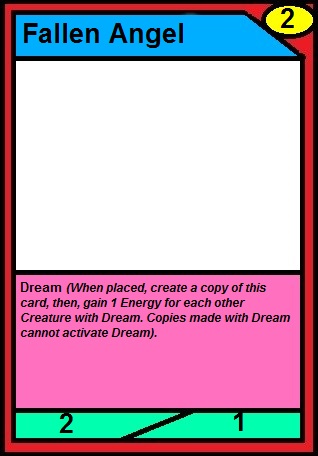 Fallen Angel
2
Dream (When placed, create a copy of this
card, then, gain 1 Energy for each other
Creature with Dream. Copies made with Dream
cannot activate Dream).
2
1